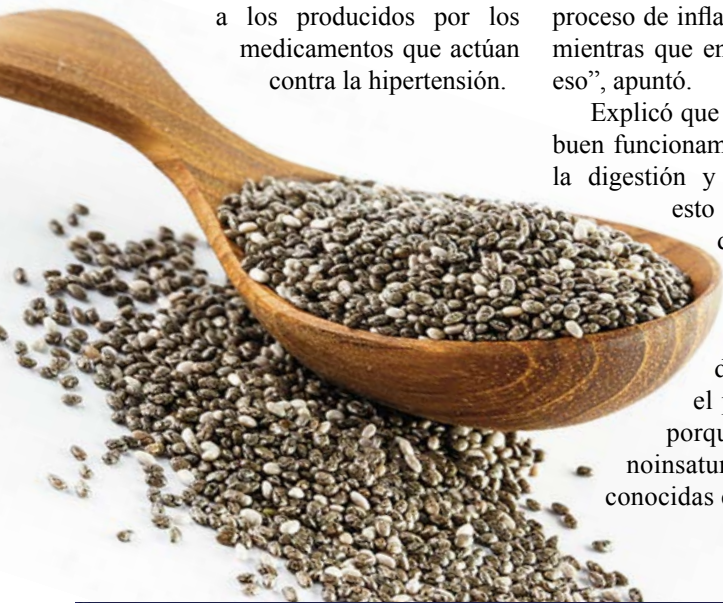 a los producidos por los
medicamentos que actúan
contra la hipertensión.
proceso de infla
mientras que en
eso”, apuntó.
Explicó que
buen funcionam
la digestión y
esto
el
porqu
noinsatur
conocidas